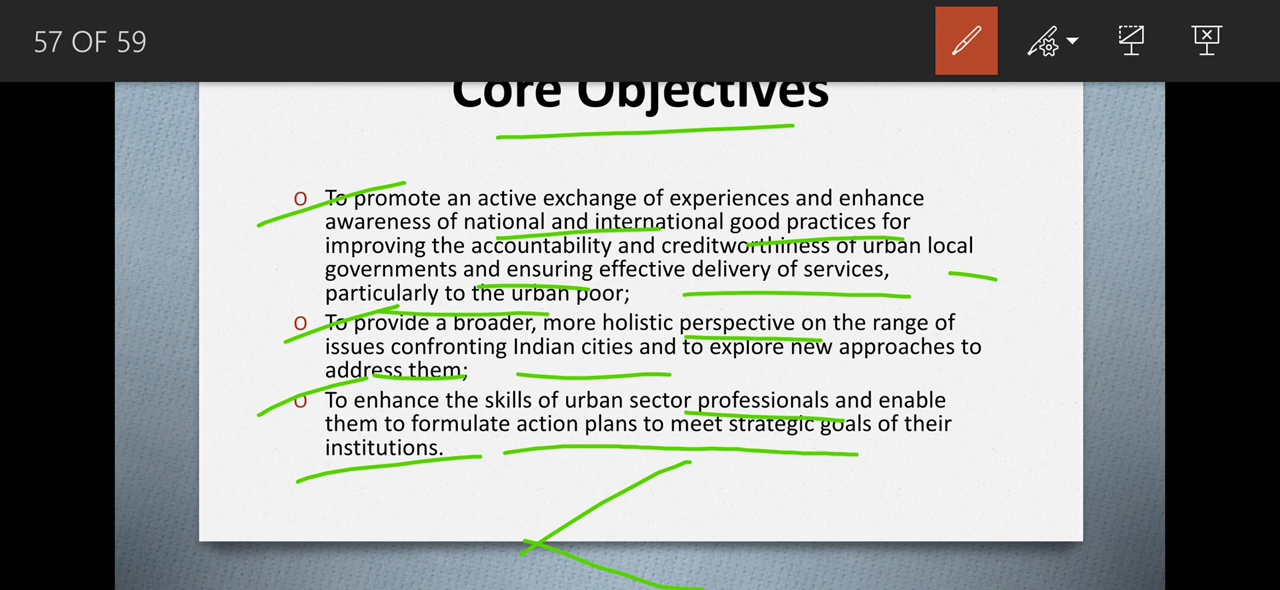 57 OF 59
Core Objectives
o To promote an active exchange of experiences and enhance
awareness of national and international good practices for
improving the accountability and creditworthiness of urban local
governments and ensuring effective delivery of services,
particularly to the urban poor;
o To provide a broader, more holistic perspective on the range of
issues confronting Indian cities and to explore new approaches to
address them;
o To enhance the skills of urban sector professionals and enable
them to formulate action plans to meet strategic goals of their
institutions.